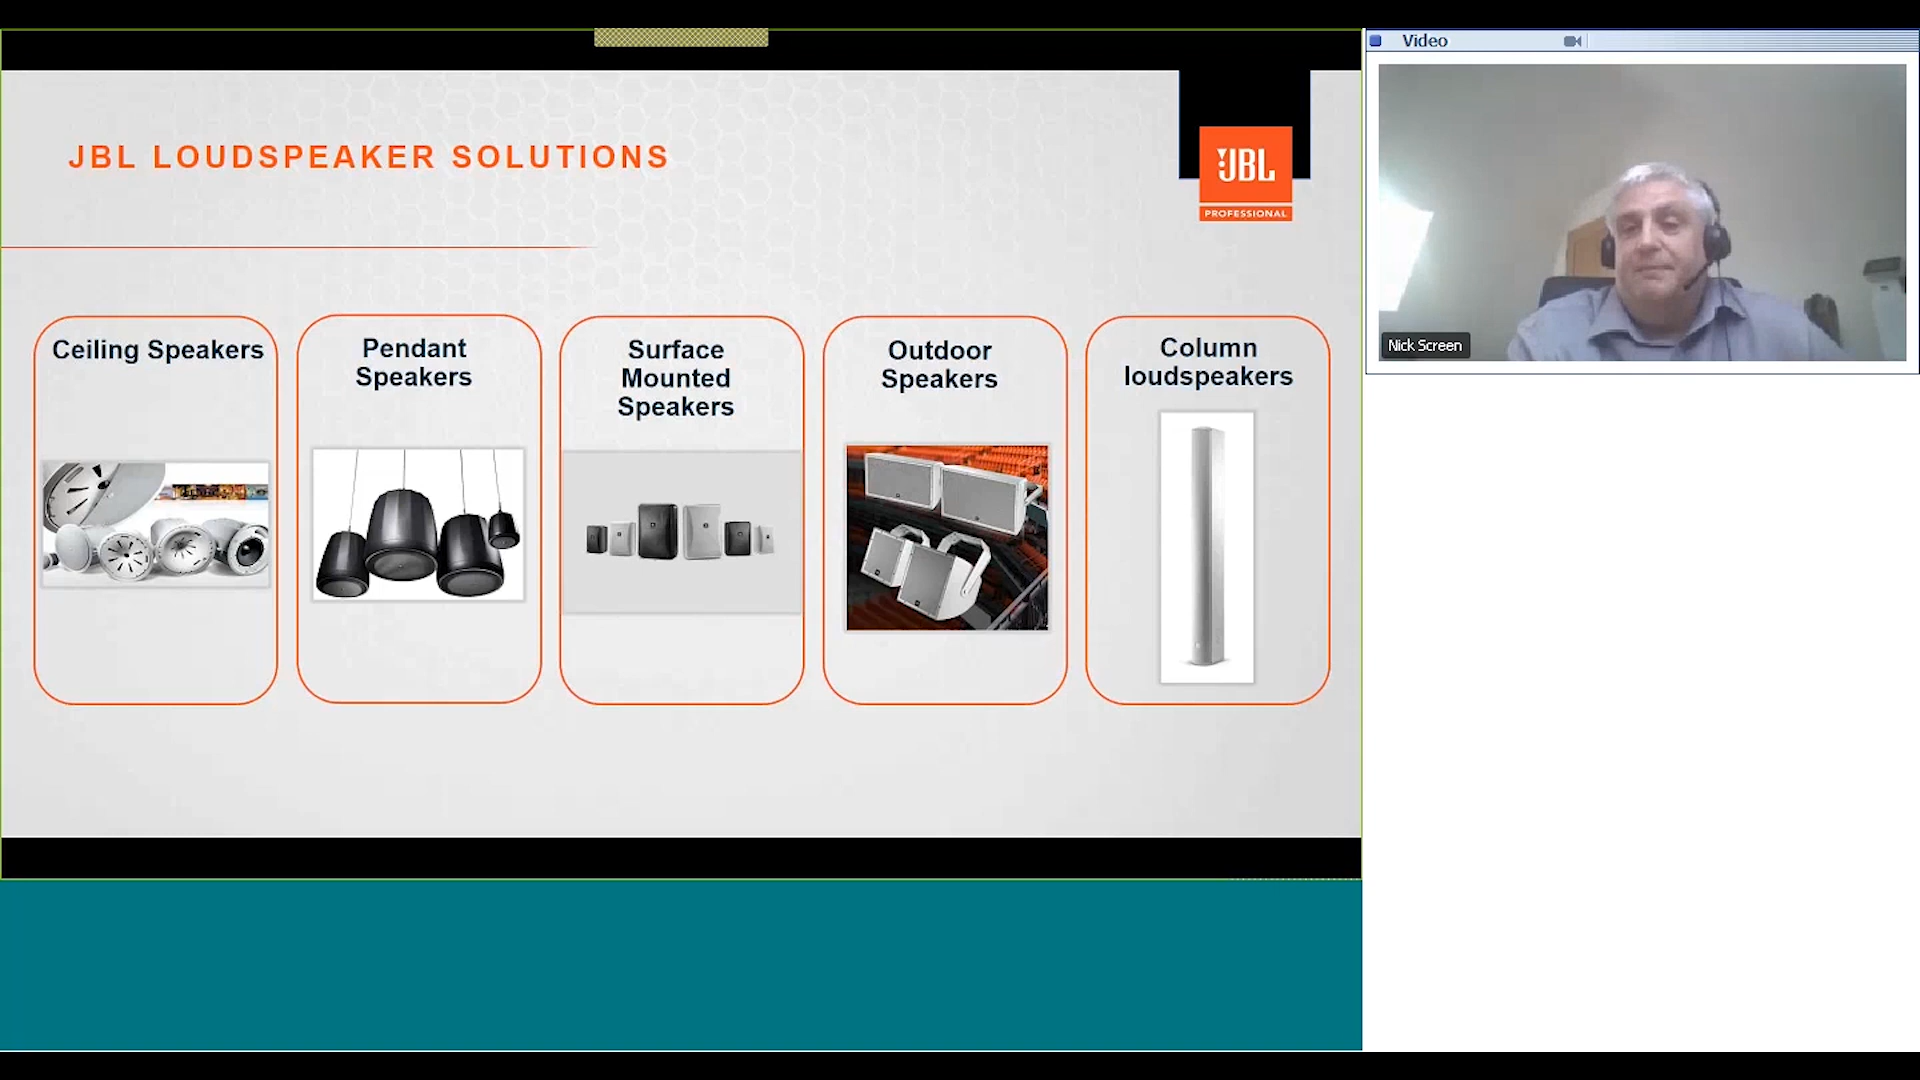 Video
JBL LOUDSPEAKER SOLUTIONS
JBL
PROFESSIONAL
Nick Screen
Ceiling Speakers
Pendant
Speakers
Surface
Mounted
Speakers
Outdoor
Speakers
Column
loudspeakers